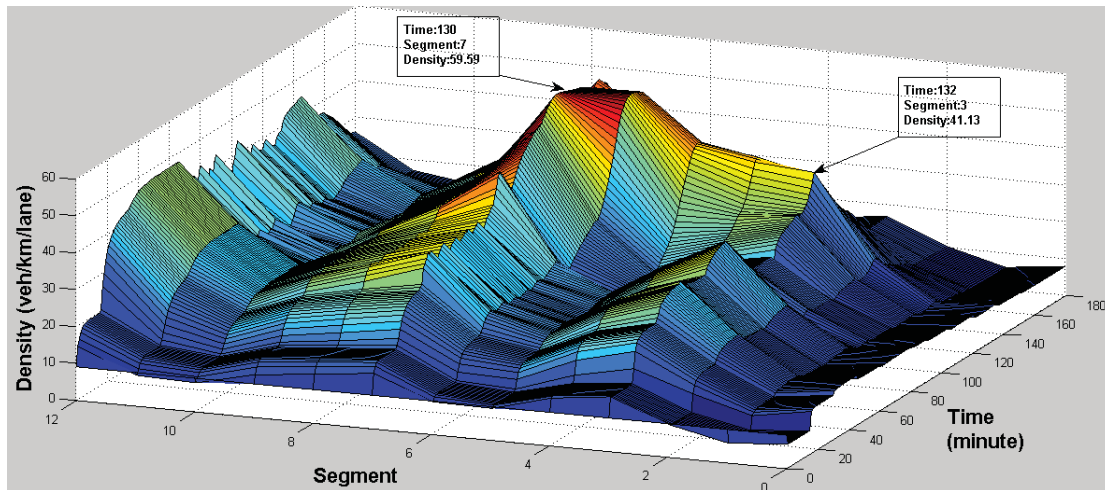 Time:130
Segment:7
Density:59.59
Time:132
Segment:3
Density:41.13
Density (veh/km/lane)
60
50
40
30
20
10
0
12
10
8
6
4
2
0
Segment
0
20
40
60
80
100
120
140
160
180
Time
(minute)